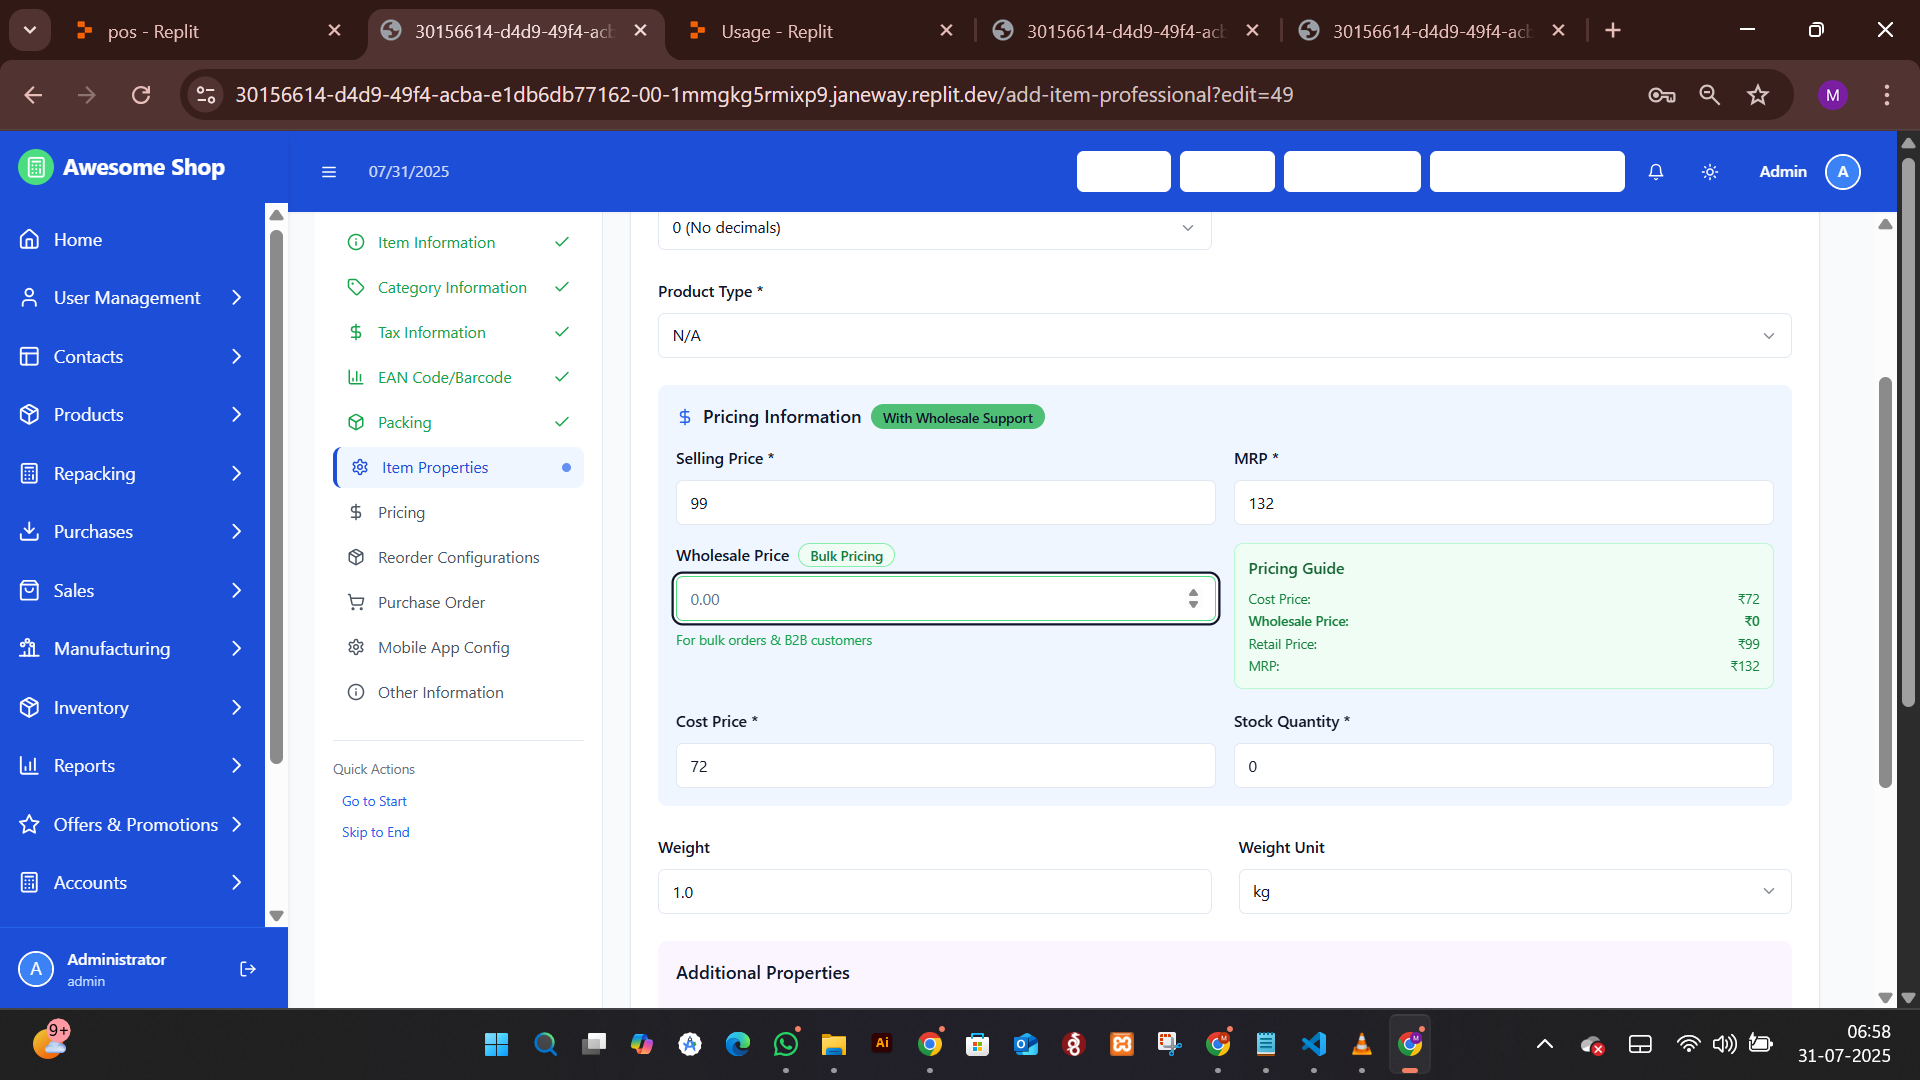 pos - Replit
30156614-d4d9-49f4-acb
Usage - Replit
30156614-d4d9-49f4-acb
30156614-d4d9-49f4-acb
30156614-d4d9-49f4-acba-e1db6db77162-00-1mmgkg5rmixp9.janeway.replit.dev/add-item-professional?edit=49
M
Awesome Shop
07/31/2025
Admin
A
Home
User Management
Contacts
Products
Repacking
Purchases
Sales
Manufacturing
Inventory
Reports
Offers & Promotions
Accounts
A
Administrator
admin
Item Information
Category Information
Tax Information
EAN Code/Barcode
Packing
Item Properties
Pricing
Reorder Configurations
Purchase Order
Mobile App Config
Other Information
Quick Actions
Go to Start
Skip to End
0 (No decimals)
Product Type *
N/A
Pricing Information
With Wholesale Support
Selling Price *
99
MRP *
132
Wholesale Price
Bulk Pricing
0.00
For bulk orders & B2B customers
Pricing Guide
Cost Price: ₹72
Wholesale Price: ₹0
Retail Price: ₹99
MRP: ₹132
Cost Price *
72
Stock Quantity *
0
Weight
1.0
Weight Unit
kg
Additional Properties
9+
Ai
06:58
31-07-2025